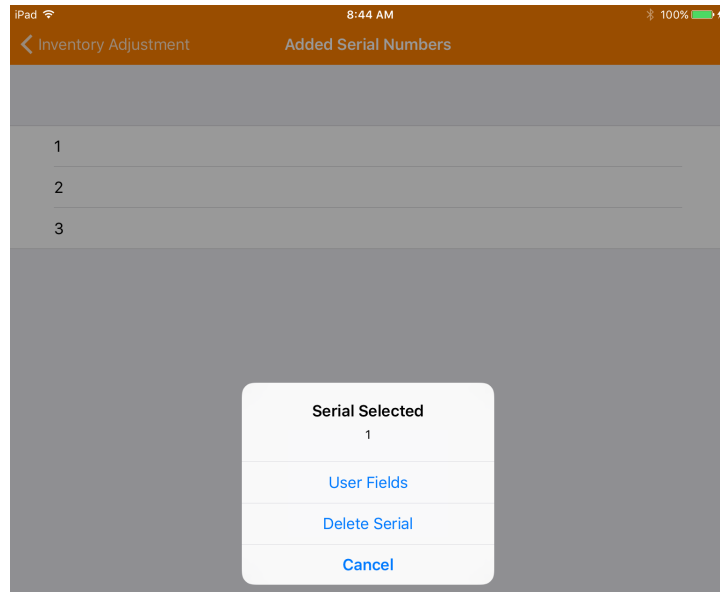 iPad 8:44 AM 100%
Inventory Adjustment Added Serial Numbers
1
2
3
Serial Selected
1
User Fields
Delete Serial
Cancel